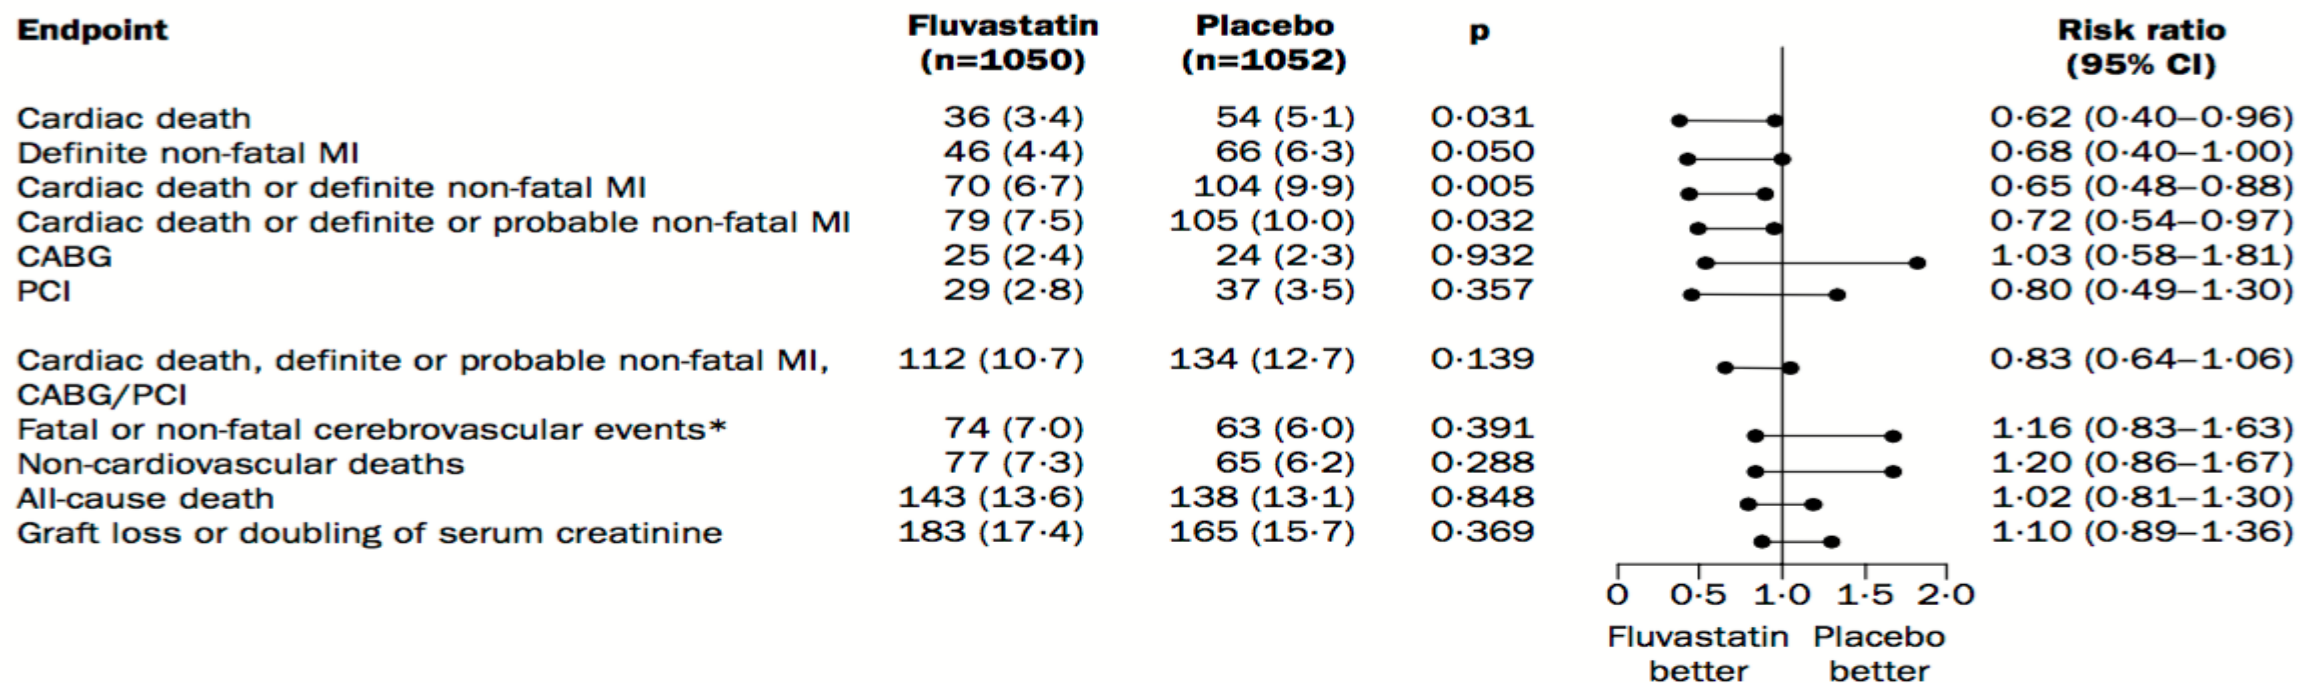 Endpoint Fluvastatin (n=1050) Placebo (n=1052) p Risk ratio (95% CI)
Cardiac death 36 (3·4) 54 (5·1) 0·031 0·62 (0·40–0·96)
Definite non-fatal MI 46 (4·4) 66 (6·3) 0·050 0·68 (0·40–1·00)
Cardiac death or definite non-fatal MI 70 (6·7) 104 (9·9) 0·005 0·65 (0·48–0·88)
Cardiac death or definite or probable non-fatal MI 79 (7·5) 105 (10·0) 0·032 0·72 (0·54–0·97)
CABG 25 (2·4) 24 (2·3) 0·932 1·03 (0·58–1·81)
PCI 29 (2·8) 37 (3·5) 0·357 0·80 (0·49–1·30)
Cardiac death, definite or probable non-fatal MI, 112 (10·7) 134 (12·7) 0·139 0·83 (0·64–1·06)
CABG/PCI
Fatal or non-fatal cerebrovascular events* 74 (7·0) 63 (6·0) 0·391 1·16 (0·83–1·63)
Non-cardiovascular deaths 77 (7·3) 65 (6·2) 0·288 1·20 (0·86–1·67)
All-cause death 143 (13·6) 138 (13·1) 0·848 1·02 (0·81–1·30)
Graft loss or doubling of serum creatinine 183 (17·4) 165 (15·7) 0·369 1·10 (0·89–1·36)
0 0·5 1·0 1·5 2·0
Fluvastatin Placebo
better better